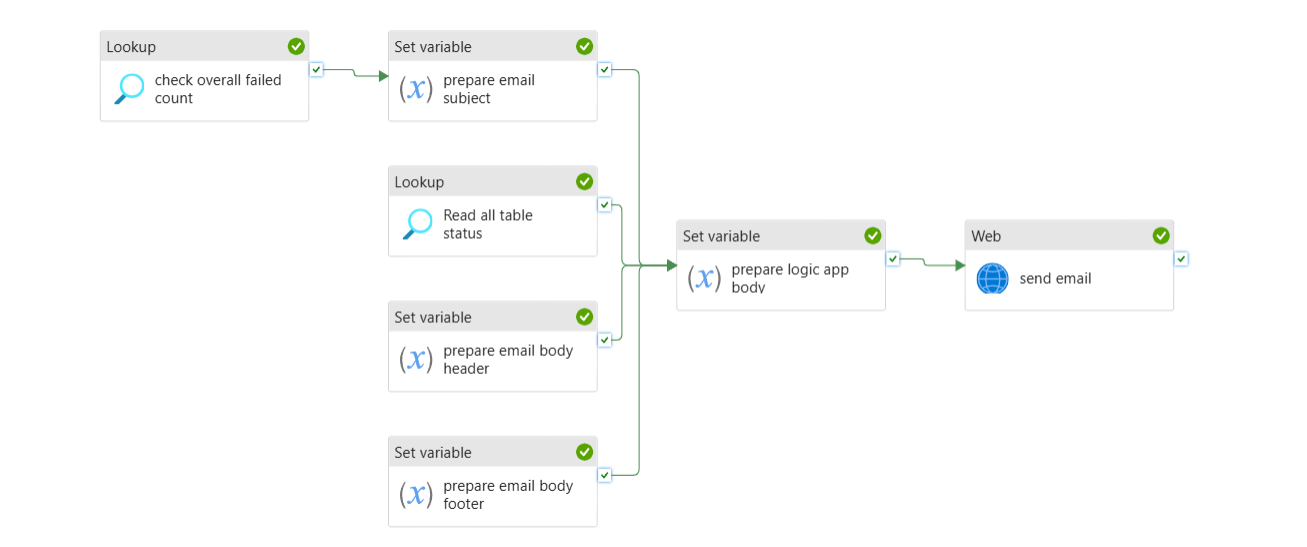 Lookup
check overall failed
count
Set variable
(x) prepare email
subject
Lookup
Read all table
status
Set variable
(x) prepare email body
header
Set variable
(x) prepare email body
footer
Set variable
(x) prepare logic app
body
Web
send email